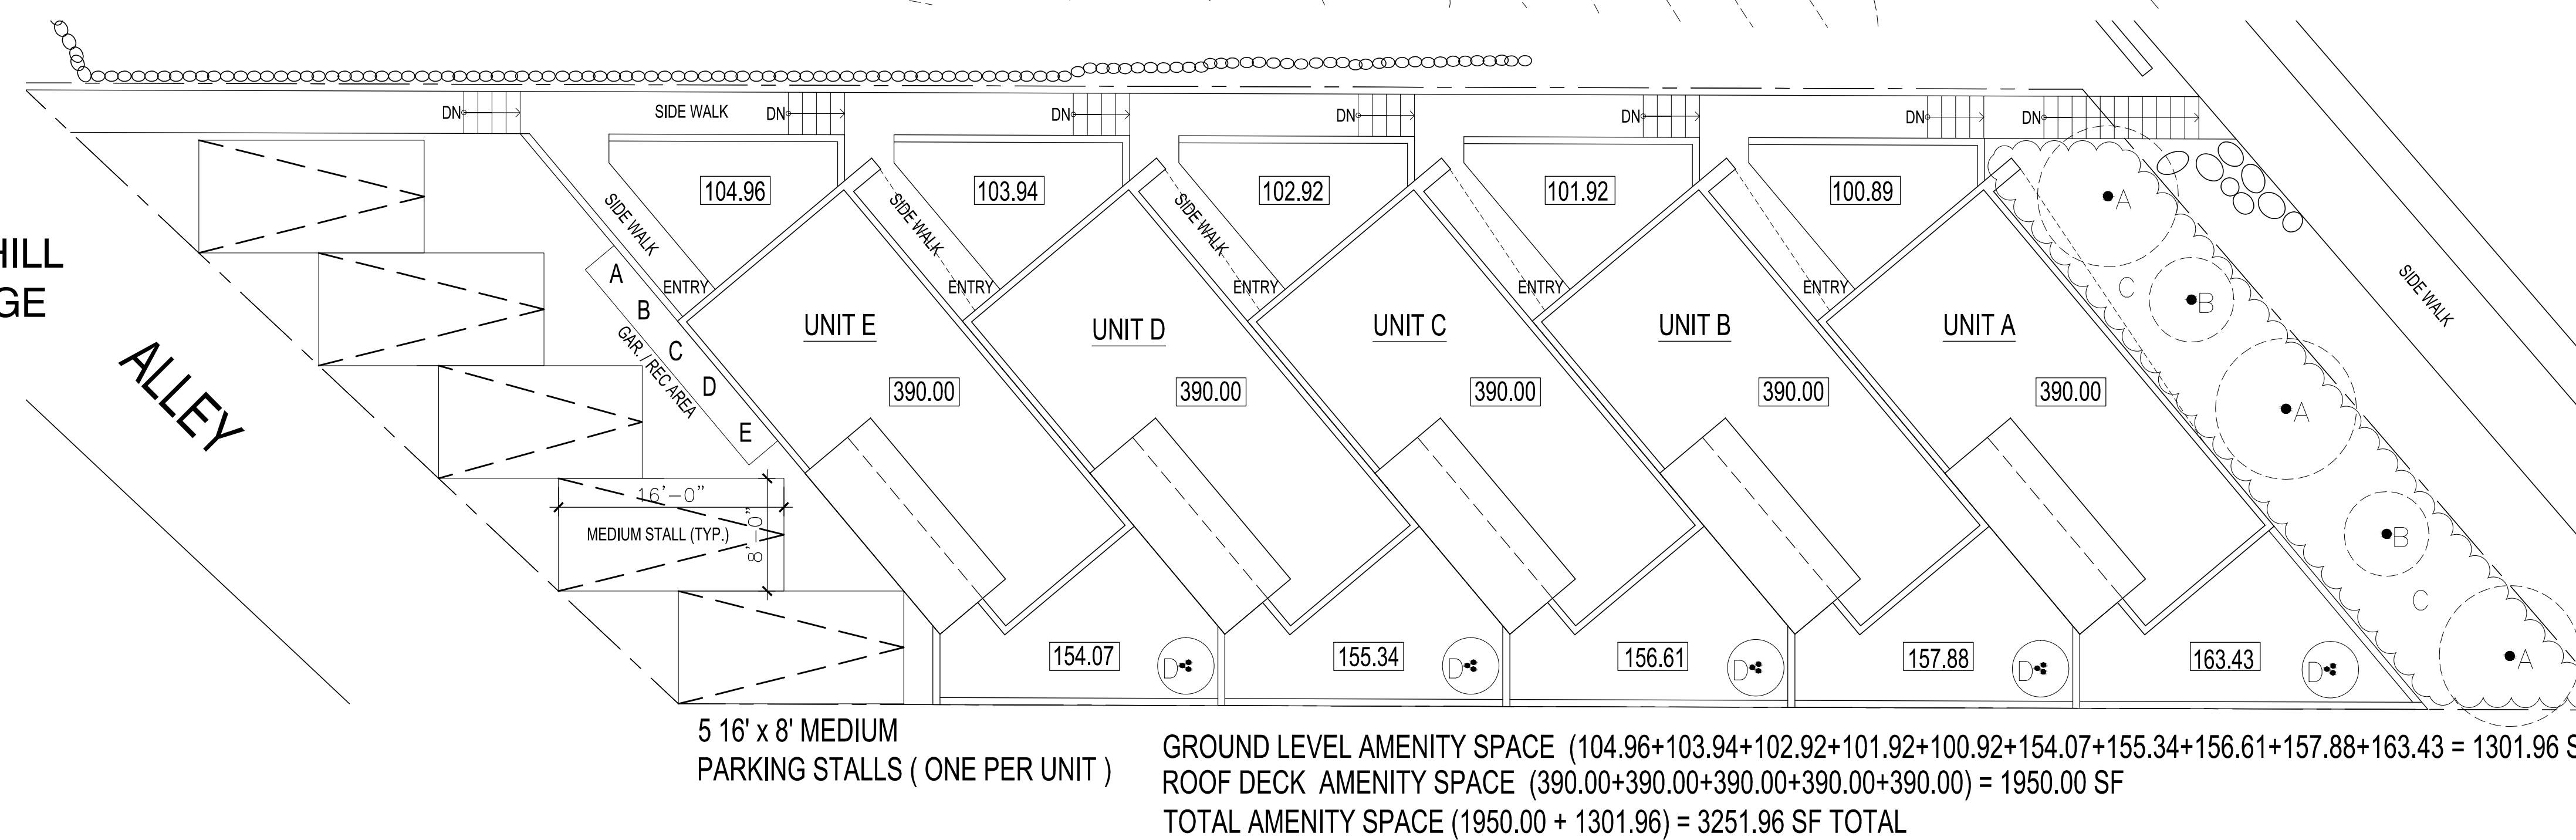 DN
SIDE WALK
DN
DN
DN
DN
DN
DN
104.96
103.94
102.92
101.92
100.89
A
SIDE WALK
SIDE WALK
SIDE WALK
HILL
GE
ALLEY
A
B
C
D
E
GAR. / REC AREA
ENTRY
ENTRY
ENTRY
ENTRY
ENTRY
C
B
SIDE WALK
UNIT E
UNIT D
UNIT C
UNIT B
UNIT A
390.00
390.00
390.00
390.00
390.00
A
16'-0"
8'-0"
MEDIUM STALL (TYP.)
B
C
154.07
D
155.34
D
156.61
D
157.88
D
163.43
D
A
5 16' x 8' MEDIUM
PARKING STALLS ( ONE PER UNIT )
GROUND LEVEL AMENITY SPACE (104.96+103.94+102.92+101.92+100.92+154.07+155.34+156.61+157.88+163.43 = 1301.96 S
ROOF DECK AMENITY SPACE (390.00+390.00+390.00+390.00+390.00) = 1950.00 SF
TOTAL AMENITY SPACE (1950.00 + 1301.96) = 3251.96 SF TOTAL